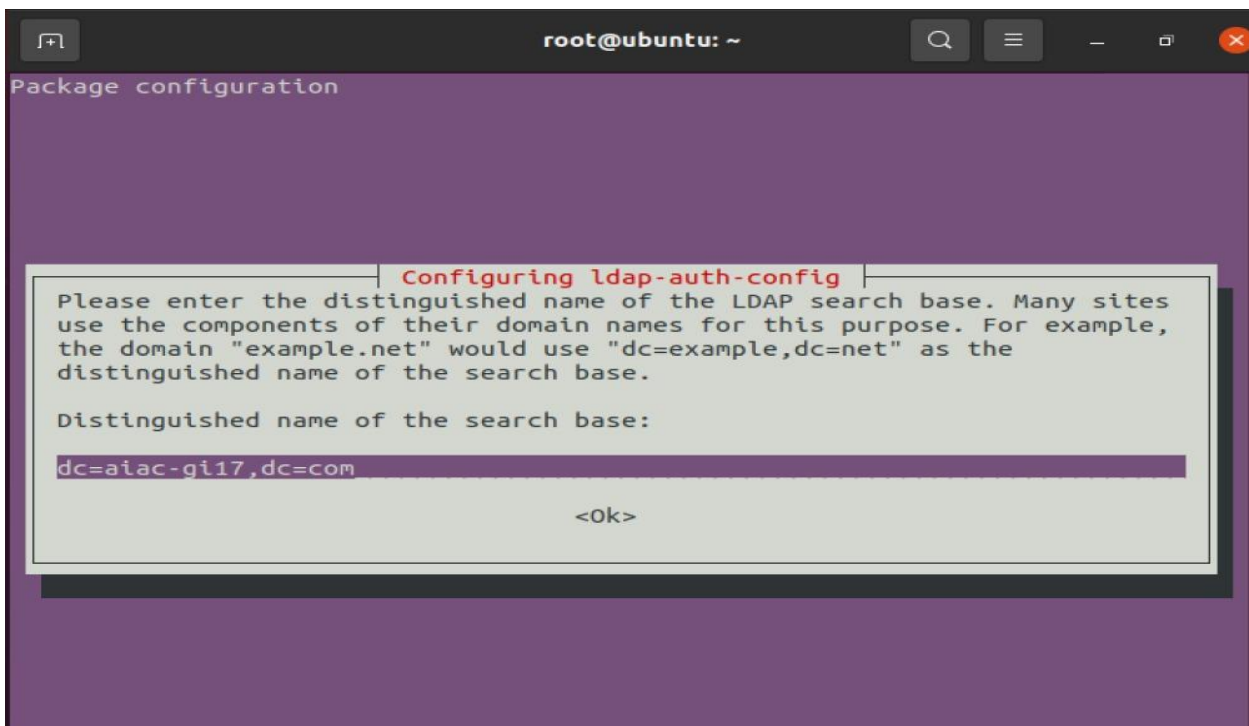 root@ubuntu: ~
Package configuration
Configuring ldap-auth-config
Please enter the distinguished name of the LDAP search base. Many sites
use the components of their domain names for this purpose. For example,
the domain "example.net" would use "dc=example,dc=net" as the
distinguished name of the search base.
Distinguished name of the search base:
dc=aiac-gi17,dc=com
<Ok>